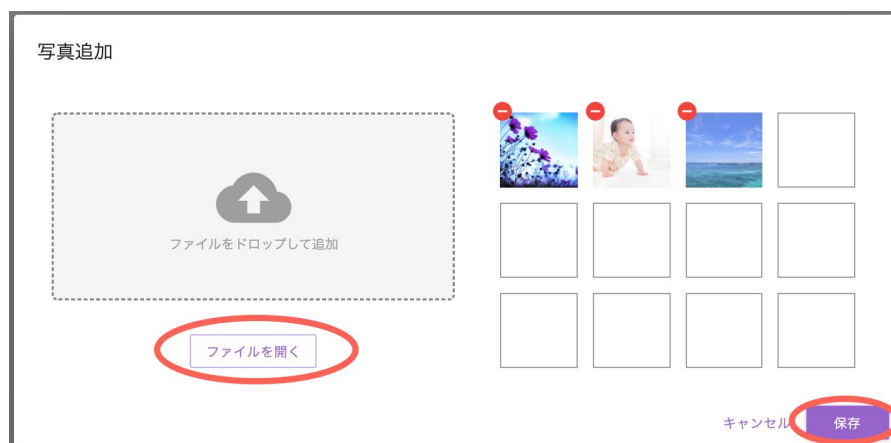 写真追加
ファイルをドロップして追加
ファイルを開く
キャンセル
保存